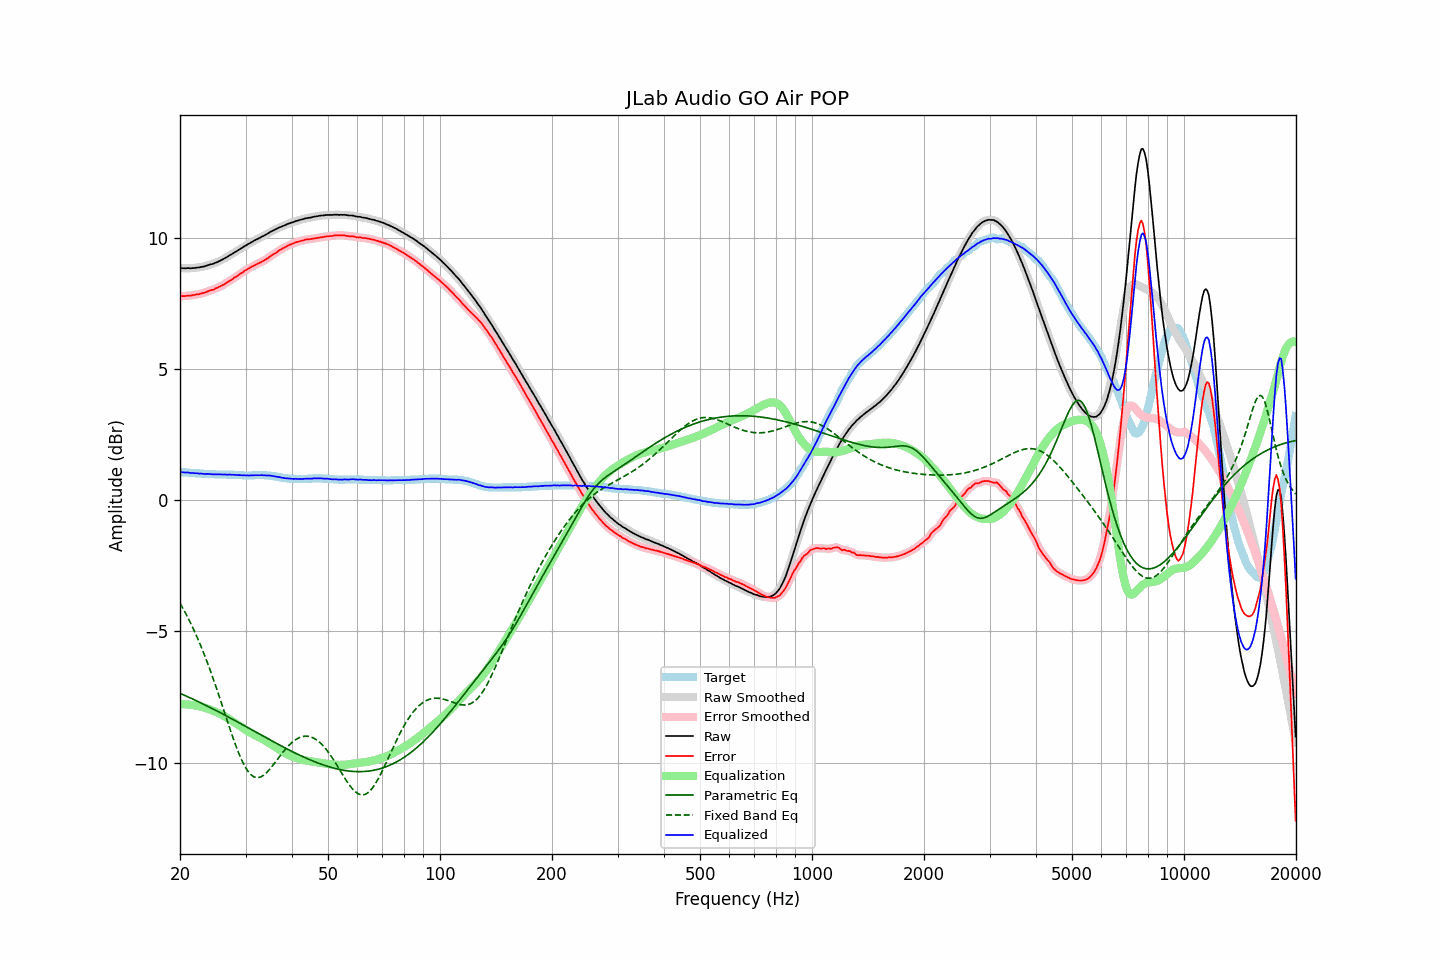 JLab Audio GO Air POP
Amplitude (dBr)
10
5
0
−5
−10
Target
Raw Smoothed
Error Smoothed
Raw
Error
Equalization
Parametric Eq
Fixed Band Eq
Equalized
20 50 100 200 500 1000 2000 5000 10000 20000
Frequency (Hz)